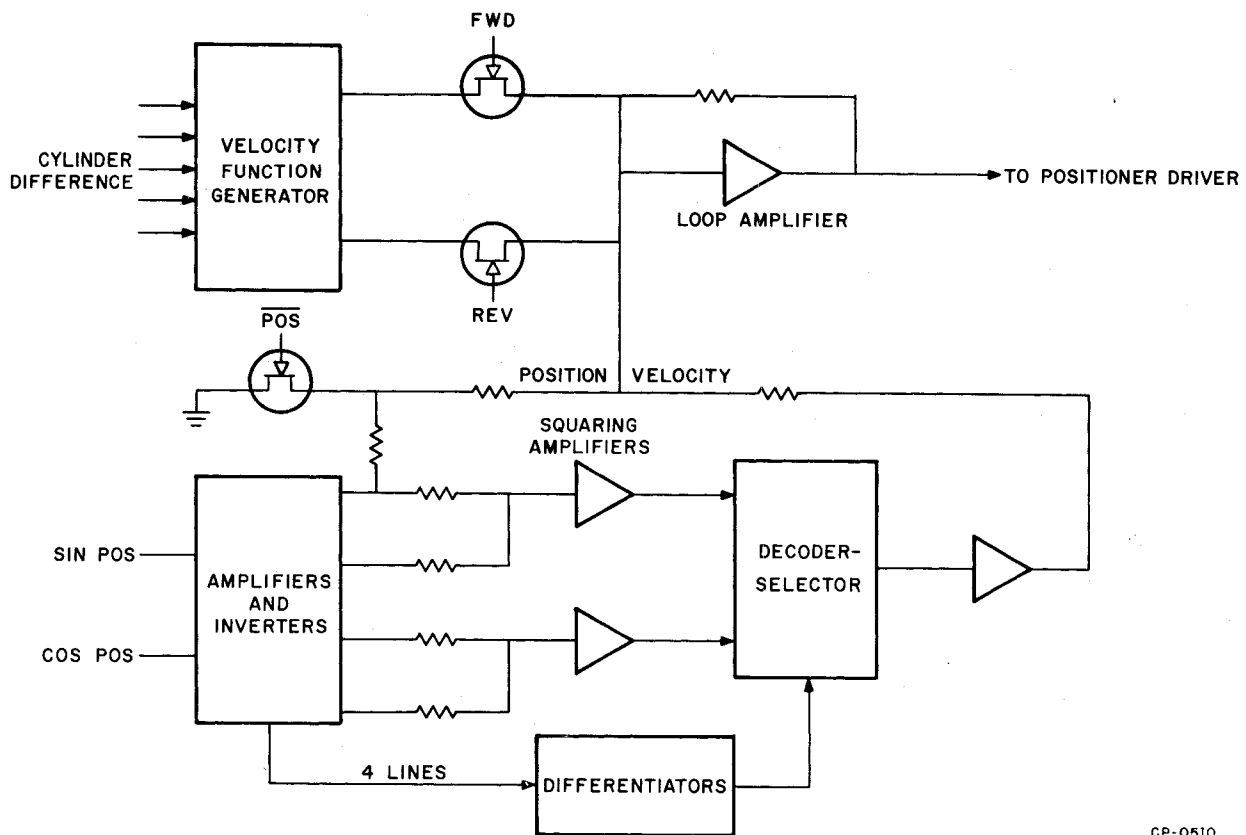 FWD
CYLINDER
DIFFERENCE
VELOCITY
FUNCTION
GENERATOR
LOOP AMPLIFIER
TO POSITIONER DRIVER
REV
POS
POSITION
VELOCITY
SQUARING
AMPLIFIERS
SIN POS
COS POS
AMPLIFIERS
AND
INVERTERS
DECODER-
SELECTOR
4 LINES
DIFFERENTIATORS
CP-0510